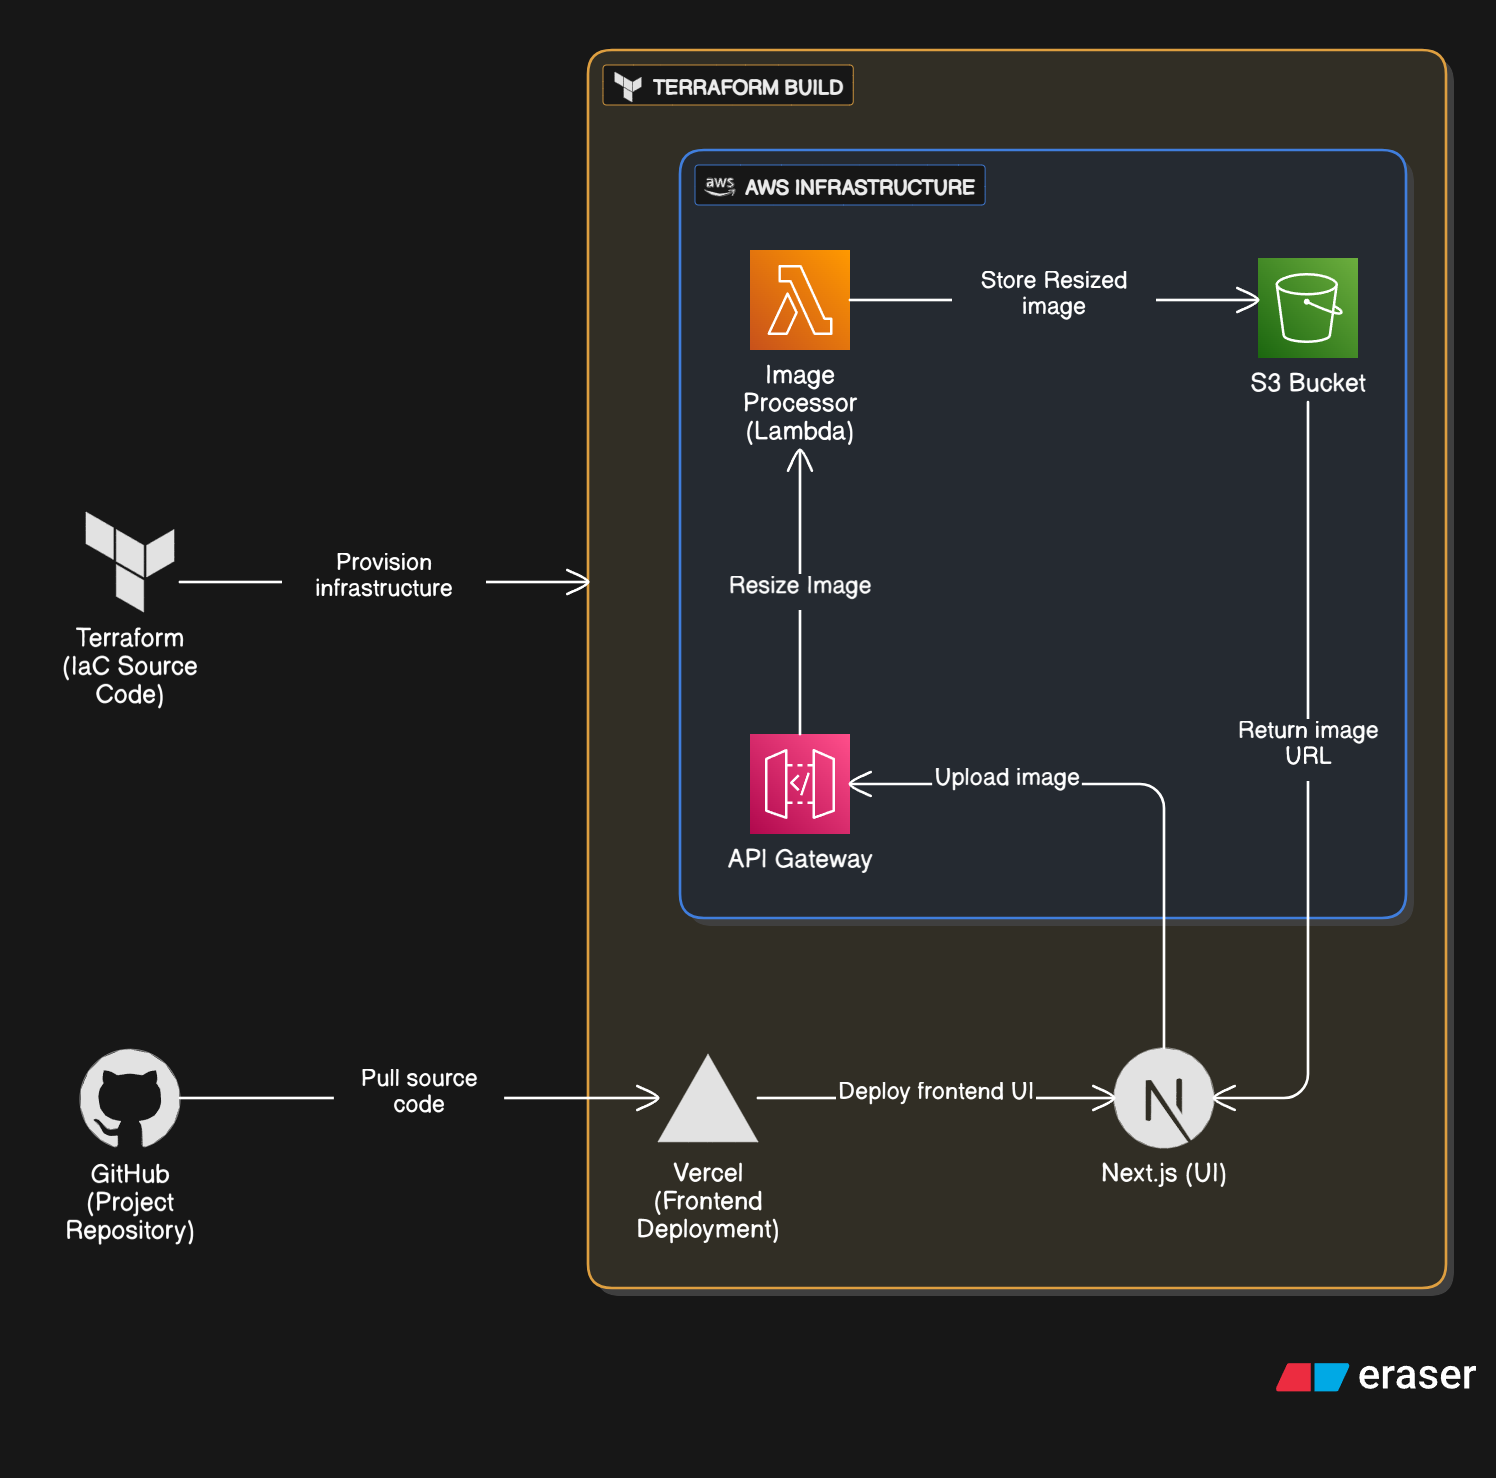 TERRAFORM BUILD
aws AWS INFRASTRUCTURE
Store Resized
image
Image
Processor
(Lambda)
S3 Bucket
Provision
infrastructure
Resize Image
Terraform
(IaC Source
Code)
Return image
URL
Upload image
</>
API Gateway
Pull source
code
Deploy frontend UI
N
GitHub
(Project
Repository)
Vercel
(Frontend
Deployment)
Next.js (UI)
eraser